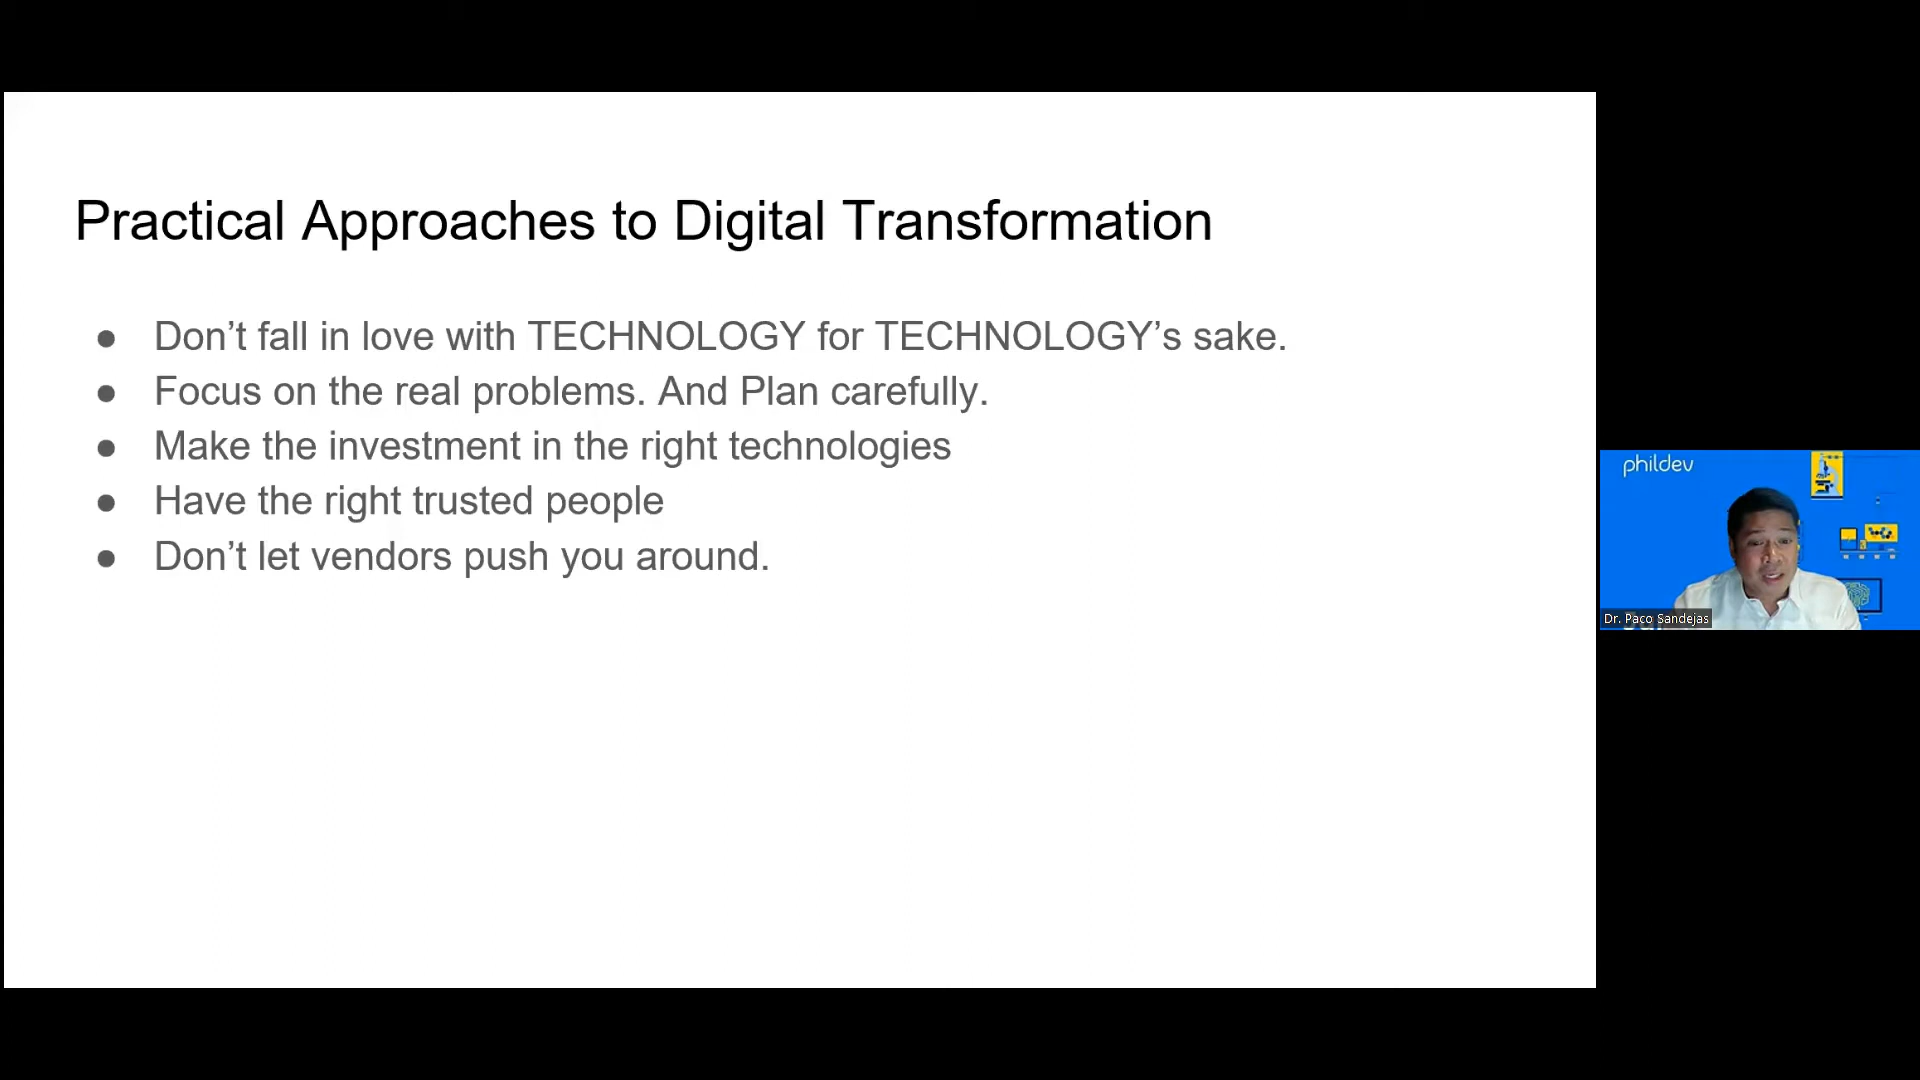 Practical Approaches to Digital Transformation
● Don’t fall in love with TECHNOLOGY for TECHNOLOGY’s sake.
● Focus on the real problems. And Plan carefully.
● Make the investment in the right technologies
● Have the right trusted people
● Don’t let vendors push you around.
phildev
Dr. Paco Sandejas